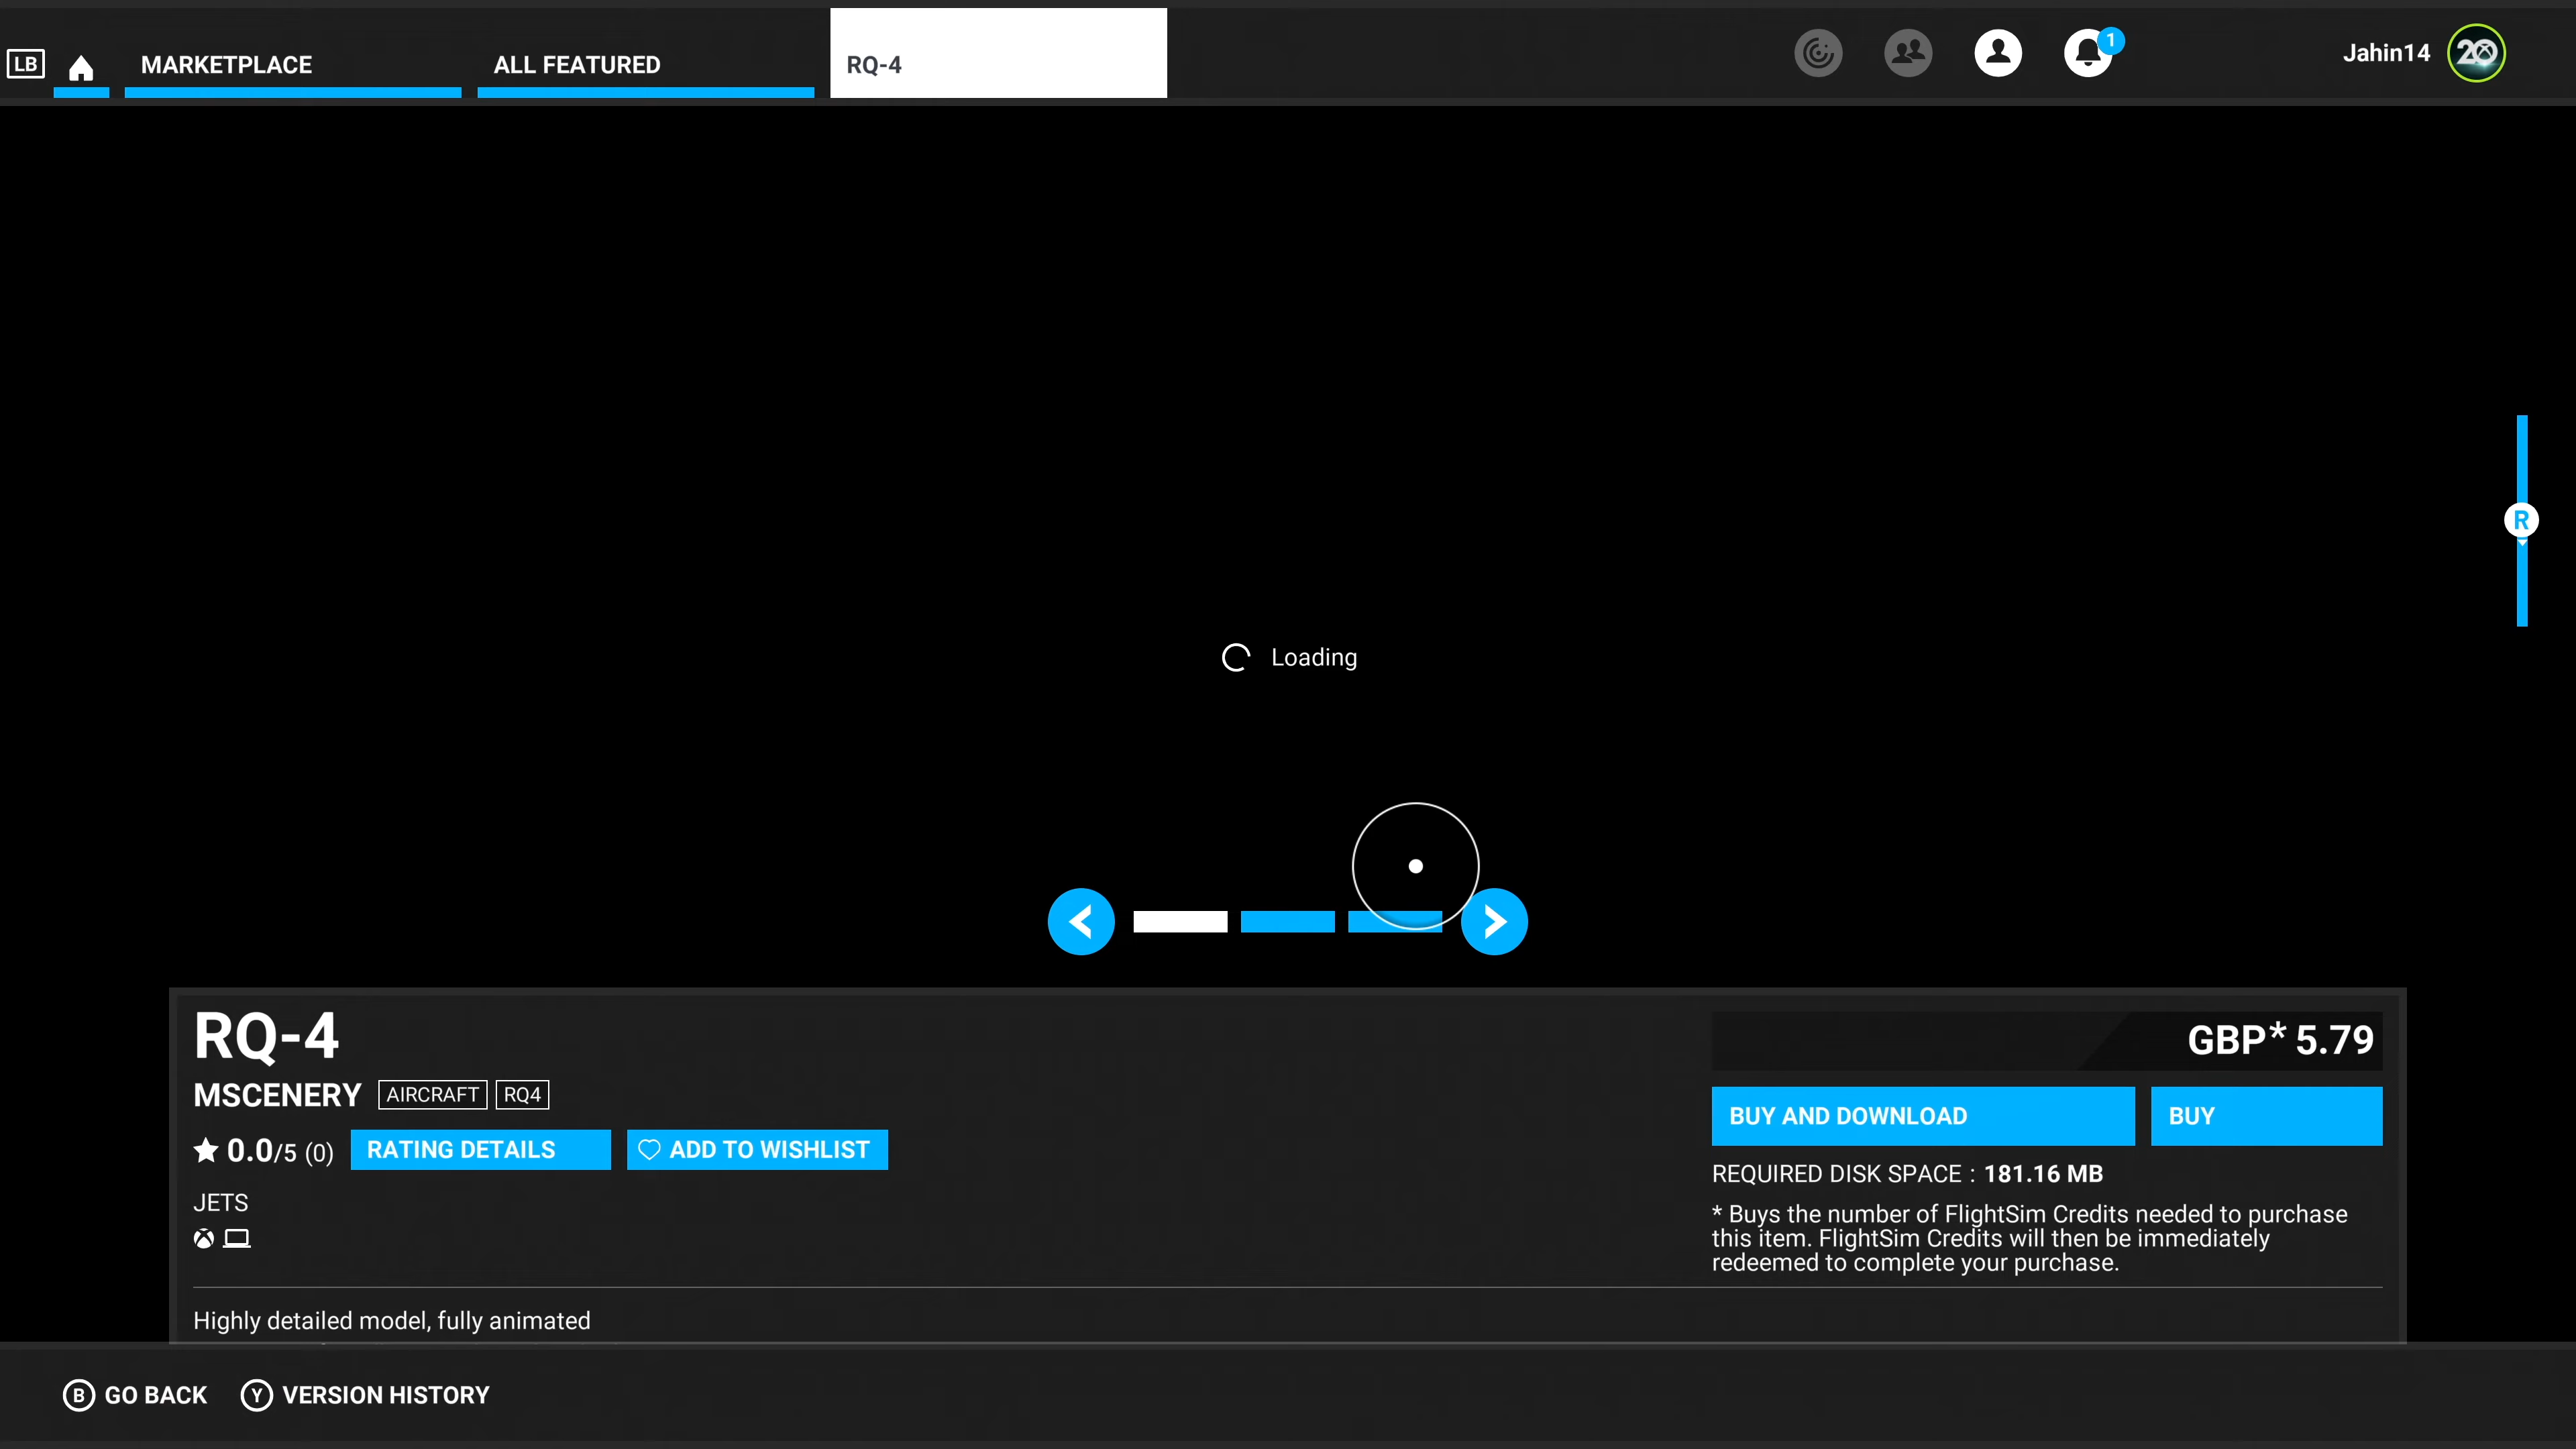 LB
MARKETPLACE
ALL FEATURED
RQ-4
1
Jahin14
20
R
Loading
RQ-4
MSCENERY AIRCRAFT RQ4
0.0/5 (0) RATING DETAILS ADD TO WISHLIST
JETS
GBP* 5.79
BUY AND DOWNLOAD BUY
REQUIRED DISK SPACE : 181.16 MB
* Buys the number of FlightSim Credits needed to purchase
this item. FlightSim Credits will then be immediately
redeemed to complete your purchase.
Highly detailed model, fully animated
B GO BACK Y VERSION HISTORY